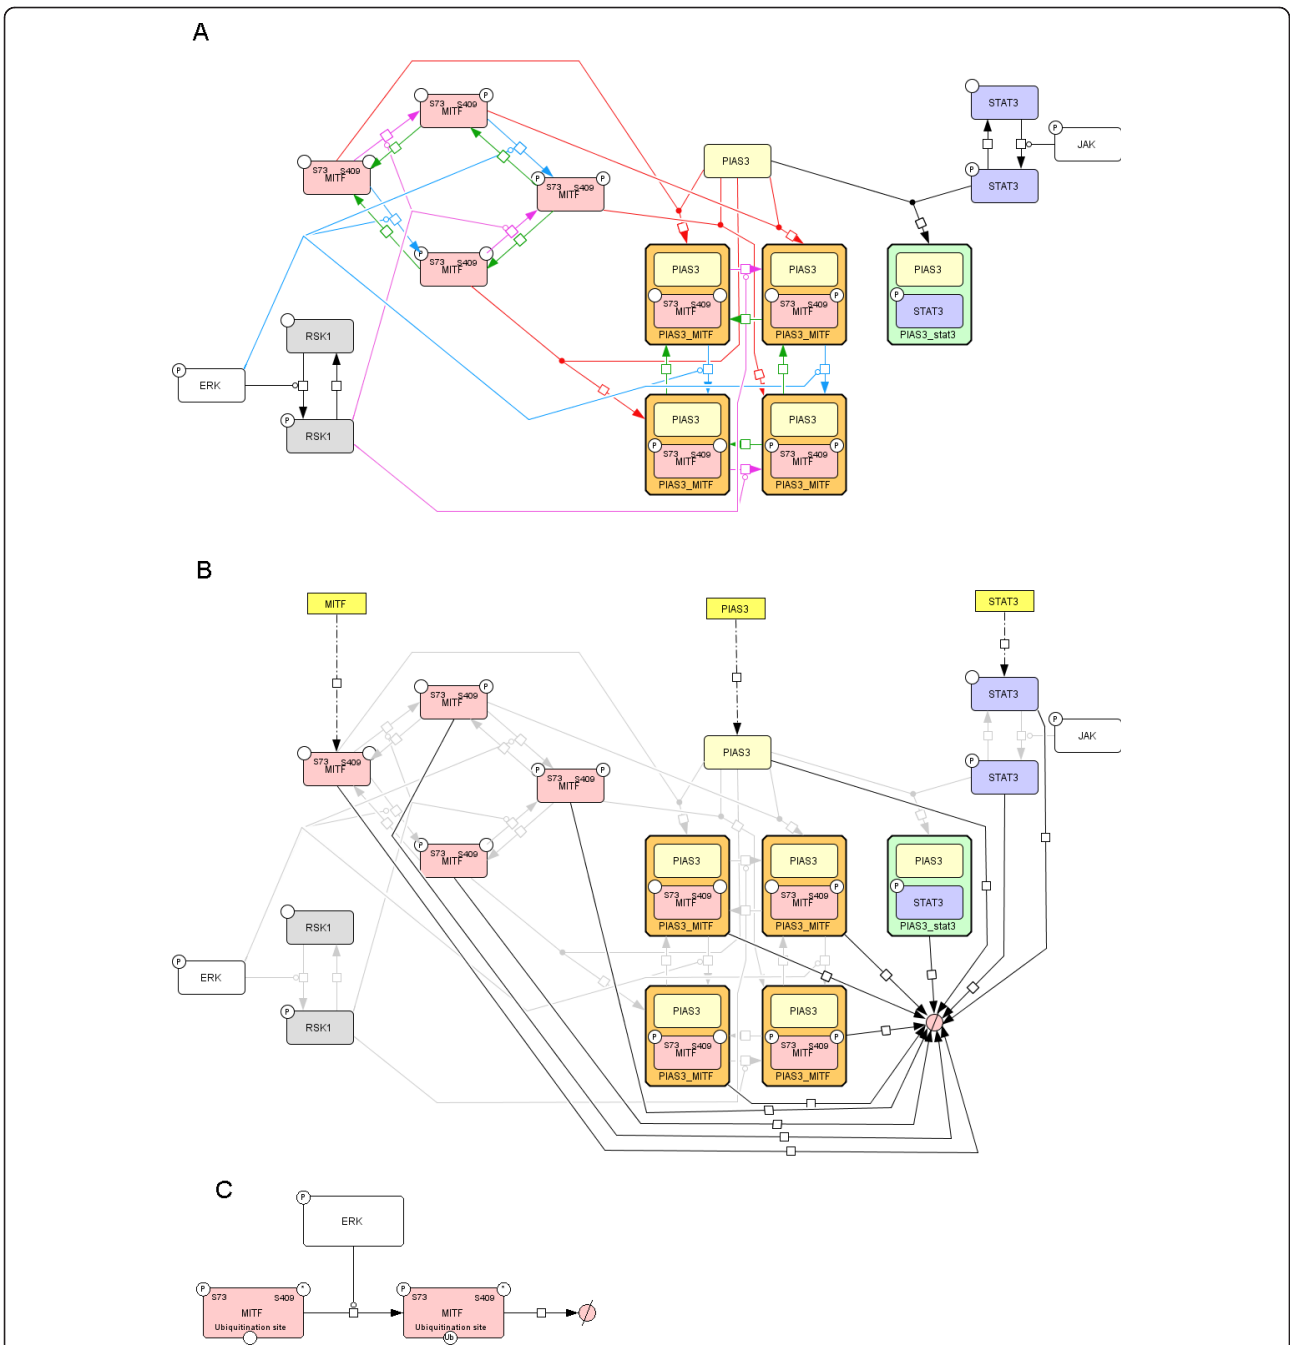 A
S73 S409 P
MITF
STAT3
P JAK
PIAS3
S73 S409
MITF
P S73 S409 P
MITF
P STAT3
P S73 S409
MITF
PIAS3
S73 S409
MITF
PIAS3_MITF
PIAS3
S73 S409 P
MITF
PIAS3_MITF
PIAS3
P STAT3
PIAS3_stat3
RSK1
P ERK
P RSK1
PIAS3
P S73 S409
MITF
PIAS3_MITF
PIAS3
P S73 S409 P
MITF
PIAS3_MITF
B
MITF
PIAS3
STAT3
S73 S409 P
MITF
STAT3
P JAK
PIAS3
S73 S409
MITF
P S73 S409 P
MITF
P STAT3
P S73 S409
MITF
PIAS3
S73 S409
MITF
PIAS3_MITF
PIAS3
S73 S409 P
MITF
PIAS3_MITF
PIAS3
P STAT3
PIAS3_stat3
RSK1
P ERK
P RSK1
PIAS3
P S73 S409
MITF
PIAS3_MITF
PIAS3
P S73 S409 P
MITF
PIAS3_MITF
C
P ERK
P S73 S409 *
MITF
Ubiquitination site
P S73 S409 *
MITF
Ubiquitination site
Ub